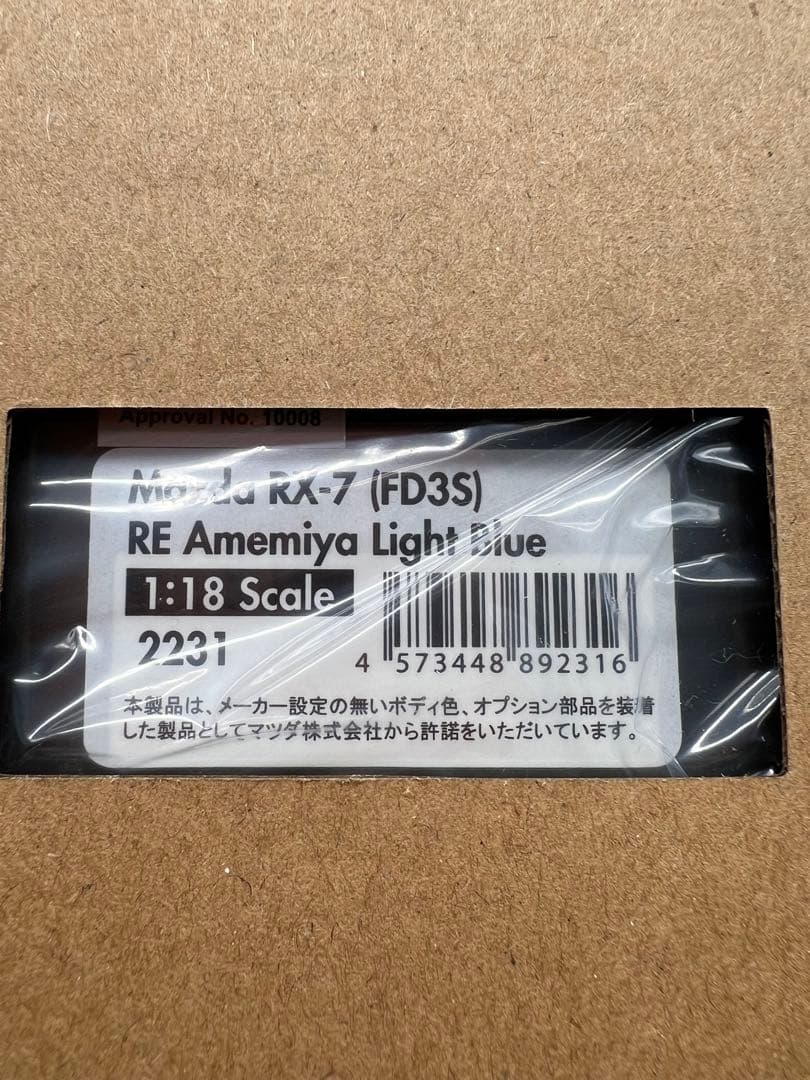 Approval No. 10008
Mazda RX-7 (FD3S)
RE Amemiya Light Blue
1:18 Scale
2231
4 573448 892316
本製品は、メーカー設定の無いボディ色、オプション部品を装着
した製品としてマツダ株式会社から許諾をいただいています。